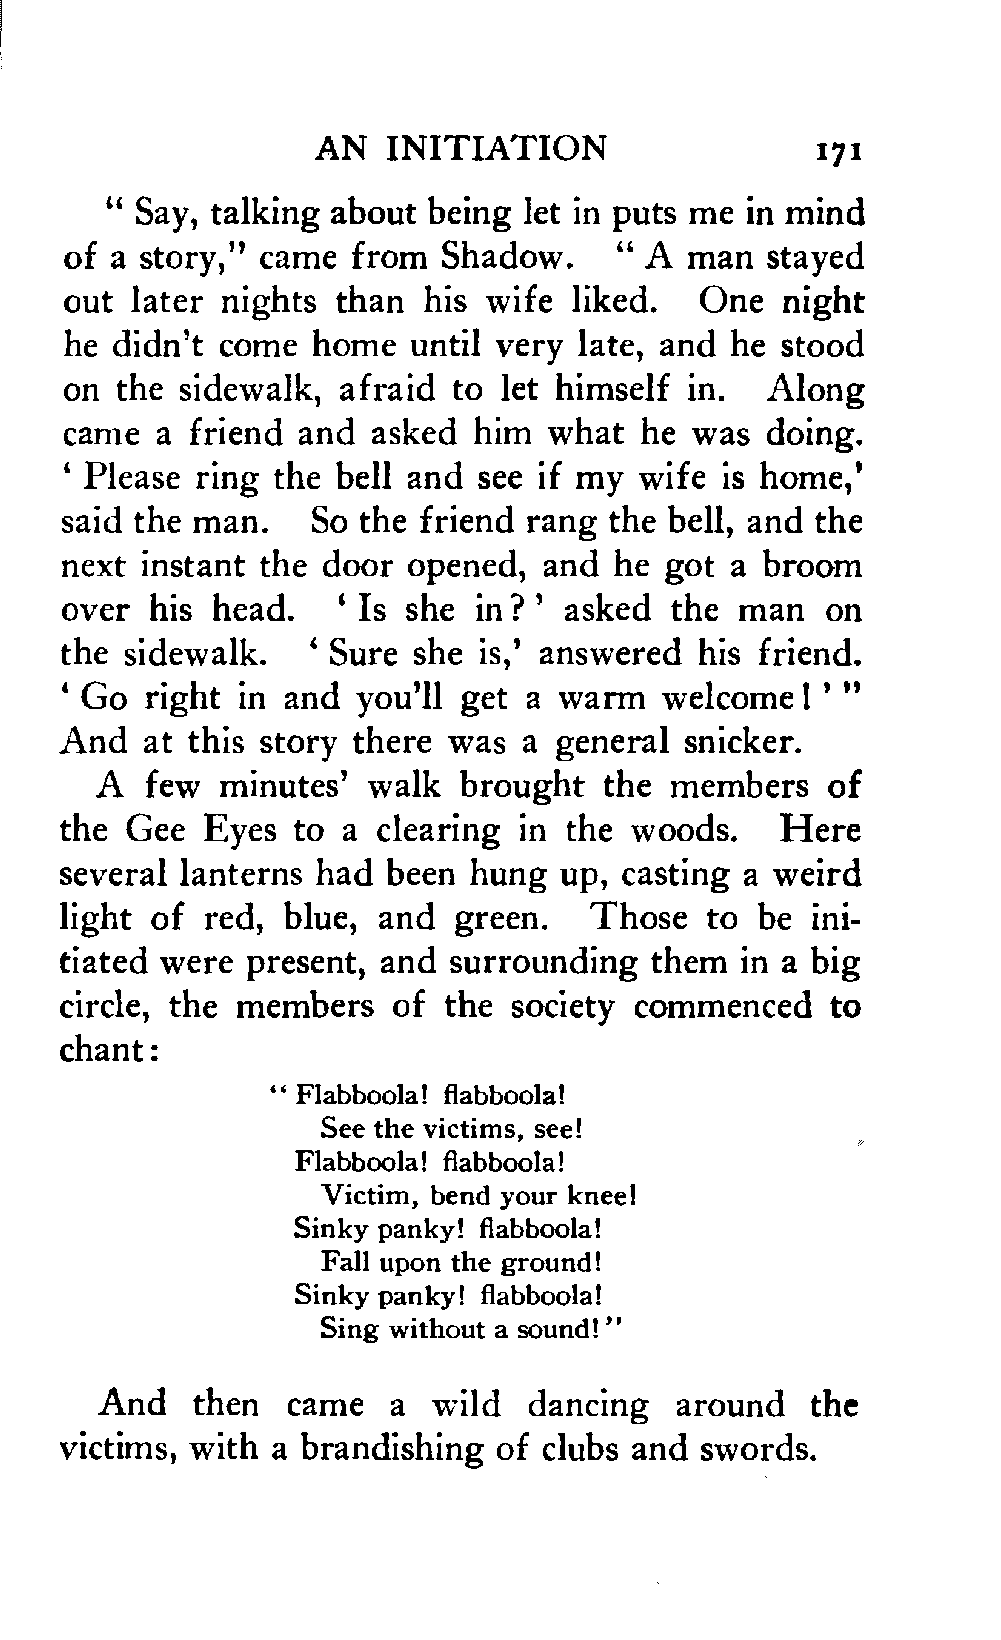 AN INITIATION 171
" Say, talking about being let in puts me in mind
of a story," came from Shadow. " A man stayed
out later nights than his wife liked. One night
he didn't come home until very late, and he stood
on the sidewalk, afraid to let himself in. Along
came a friend and asked him what he was doing.
' Please ring the bell and see if my wife is home,'
said the man. So the friend rang the bell, and the
next instant the door opened, and he got a broom
over his head. ' Is she in? ' asked the man on
the sidewalk. ' Sure she is,' answered his friend.
' Go right in and you'll get a warm welcome! ' "
And at this story there was a general snicker.
A few minutes' walk brought the members of
the Gee Eyes to a clearing in the woods. Here
several lanterns had been hung up, casting a weird
light of red, blue, and green. Those to be ini-
tiated were present, and surrounding them in a big
circle, the members of the society commenced to
chant:
" Flabboola! flabboola!
See the victims, see!
Flabboola! flabboola!
Victim, bend your knee!
Sinky panky! flabboola!
Fall upon the ground!
Sinky panky! flabboola!
Sing without a sound! "
And then came a wild dancing around the
victims, with a brandishing of clubs and swords.